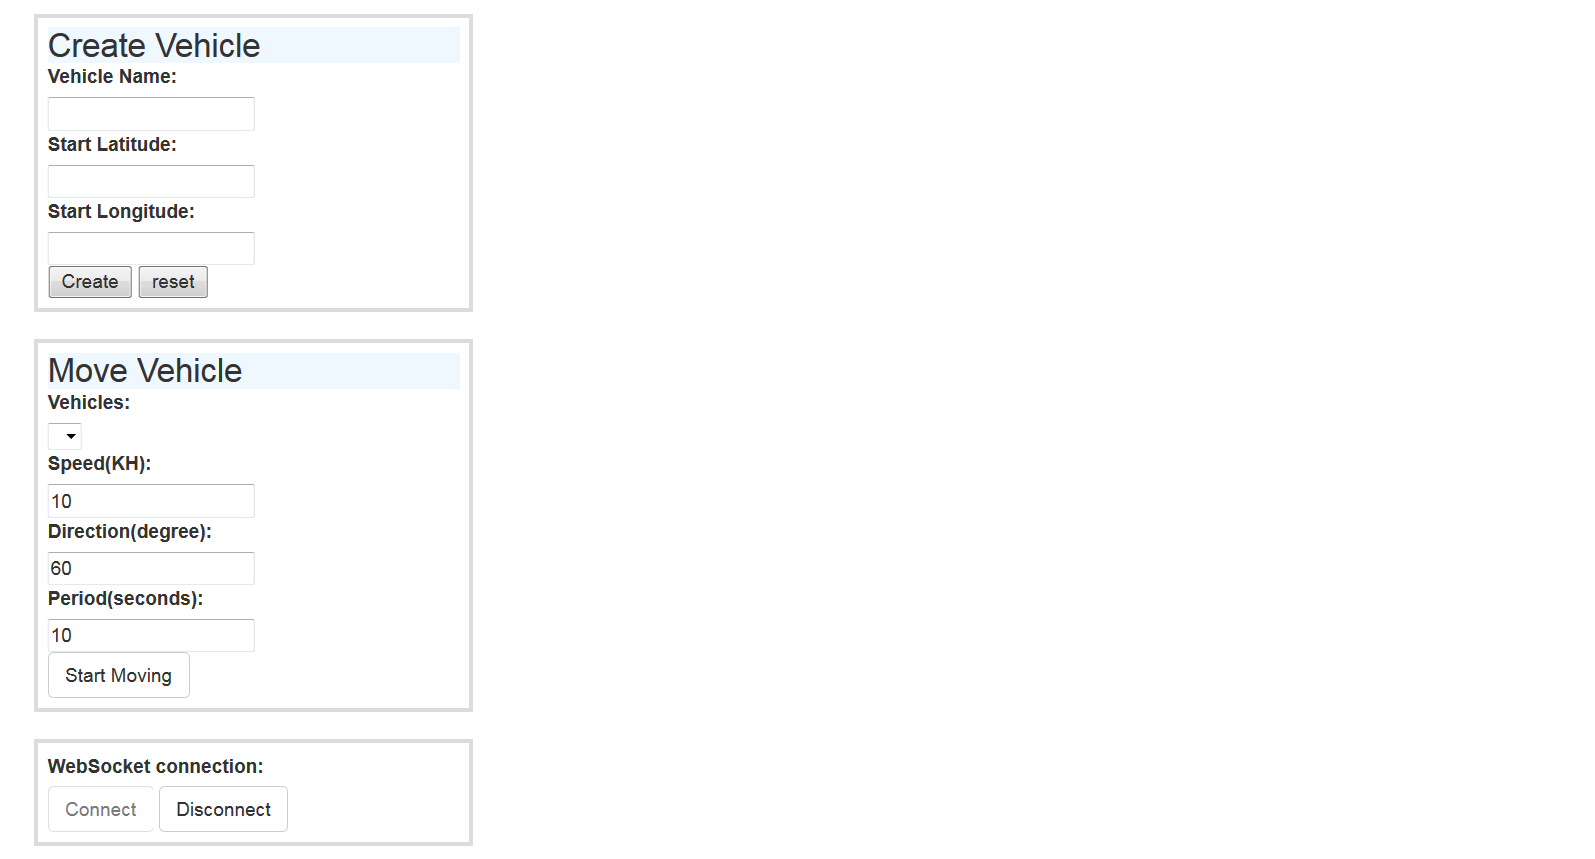 Create Vehicle
Vehicle Name:
Start Latitude:
Start Longitude:
Create reset
Move Vehicle
Vehicles:
Speed(KH):
10
Direction(degree):
60
Period(seconds):
10
Start Moving
WebSocket connection:
Connect Disconnect